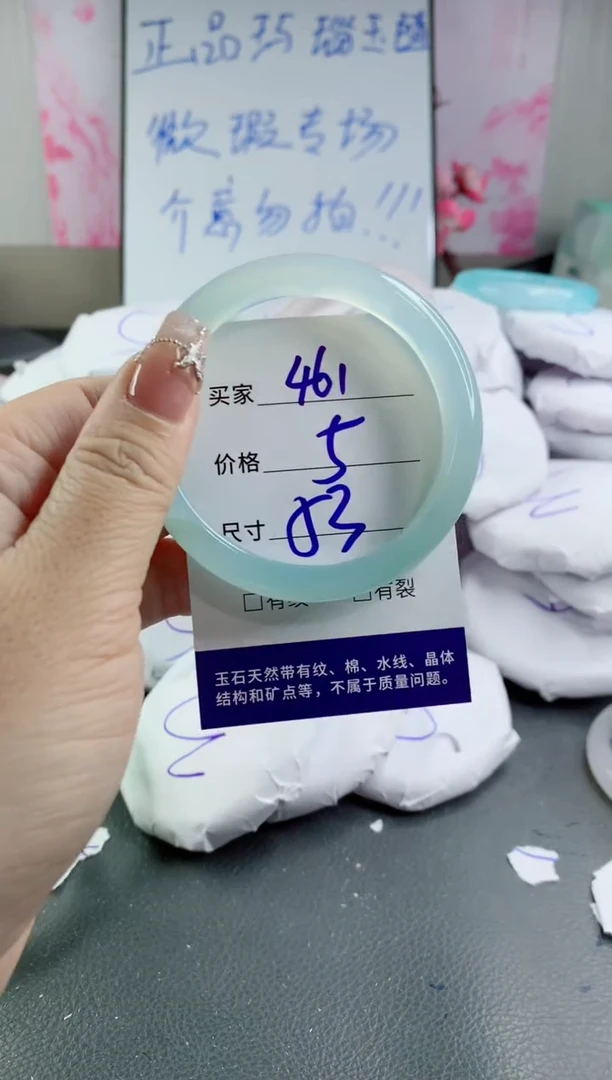 正品玛瑙玉髓
微瑕专场
介意勿拍!!!
买家 461
价格 5
尺寸 53
□有纹 □有裂
玉石天然带有纹、棉、水线、晶体
结构和矿点等，不属于质量问题。